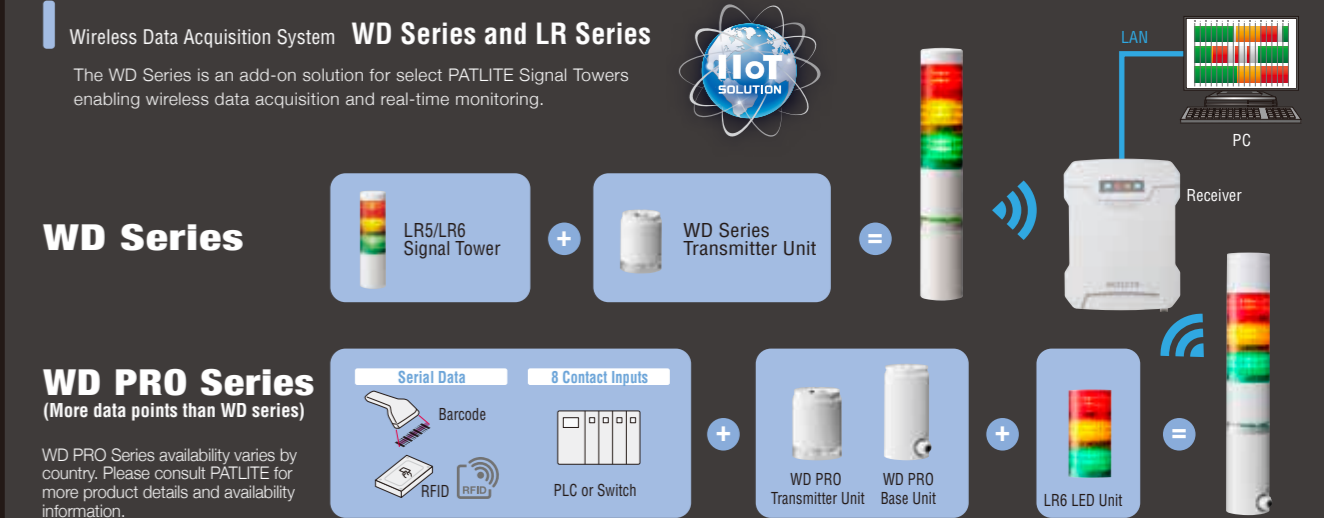 Wireless Data Acquisition System WD Series and LR Series
The WD Series is an add-on solution for select PATLITE Signal Towers
enabling wireless data acquisition and real-time monitoring.
IIoT
SOLUTION
LAN
PC
Receiver
WD Series
LR5/LR6
Signal Tower
+
WD Series
Transmitter Unit
=
WD PRO Series
(More data points than WD series)
WD PRO Series availability varies by
country. Please consult PATLITE for
more product details and availability
information.
Serial Data
Barcode
RFID
RFID
8 Contact Inputs
PLC or Switch
+
WD PRO
Transmitter Unit
WD PRO
Base Unit
+
LR6 LED Unit
=